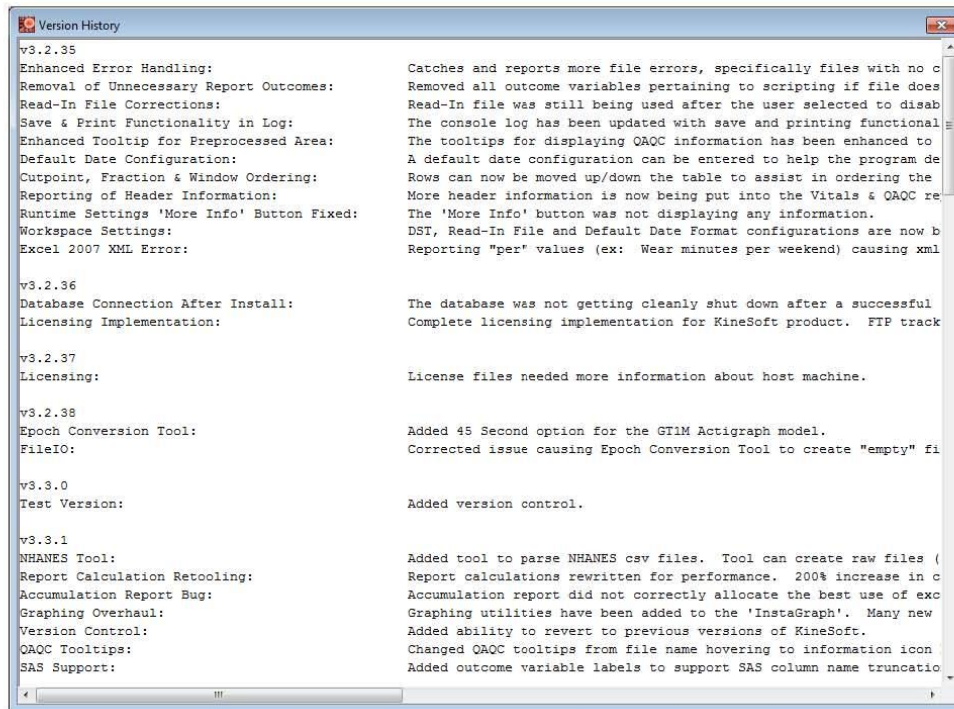 Version History
v3.2.35
Enhanced Error Handling: Catches and reports more file errors, specifically files with no c
Removal of Unnecessary Report Outcomes: Removed all outcome variables pertaining to scripting if file does
Read-In File Corrections: Read-In file was still being used after the user selected to disab
Save & Print Functionality in Log: The console log has been updated with save and printing functional
Enhanced Tooltip for Preprocessed Area: The tooltips for displaying QAQC information has been enhanced to
Default Date Configuration: A default date configuration can be entered to help the program de
Cutpoint, Fraction & Window Ordering: Rows can now be moved up/down the table to assist in ordering the
Reporting of Header Information: More header information is now being put into the Vitals & QAQC re
Runtime Settings 'More Info' Button Fixed: The 'More Info' button was not displaying any information.
Workspace Settings: DST, Read-In File and Default Date Format configurations are now b
Excel 2007 XML Error: Reporting "per" values (ex: Wear minutes per weekend) causing xml
v3.2.36
Database Connection After Install: The database was not getting cleanly shut down after a successful
Licensing Implementation: Complete licensing implementation for KineSoft product. FTP track
v3.2.37
Licensing: License files needed more information about host machine.
v3.2.38
Epoch Conversion Tool: Added 45 Second option for the GT1M Actigraph model.
FileIO: Corrected issue causing Epoch Conversion Tool to create "empty" fi
v3.3.0
Test Version: Added version control.
v3.3.1
NHANES Tool: Added tool to parse NHANES csv files. Tool can create raw files (
Report Calculation Retooling: Report calculations rewritten for performance. 200% increase in c
Accumulation Report Bug: Accumulation report did not correctly allocate the best use of exc
Graphing Overhaul: Graphing utilities have been added to the 'InstaGraph'. Many new
Version Control: Added ability to revert to previous versions of KineSoft.
QAQC Tooltips: Changed QAQC tooltips from file name hovering to information icon
SAS Support: Added outcome variable labels to support SAS column name truncatio